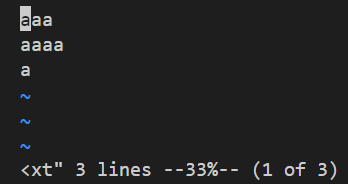 aaa
aaaa
a
~
~
~
<xt" 3 lines --33%-- (1 of 3)